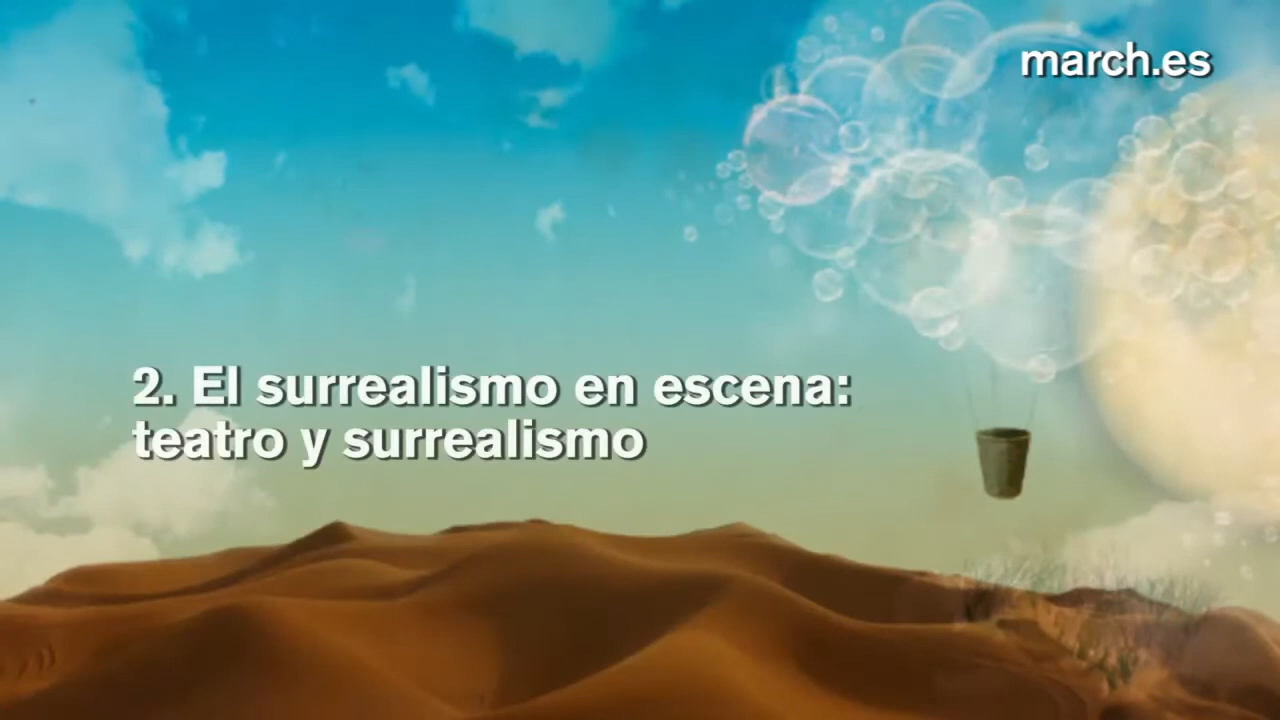 march.es
2. El surrealismo en escena:
teatro y surrealismo